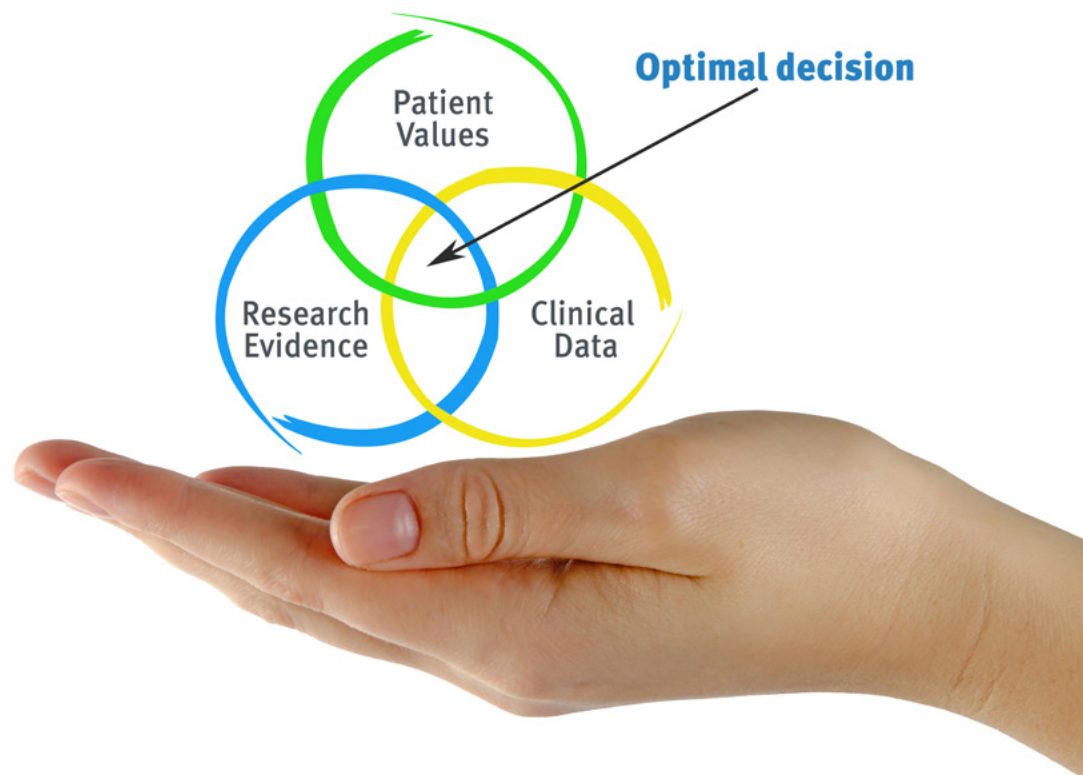 Optimal decision
Patient
Values
Research
Evidence
Clinical
Data